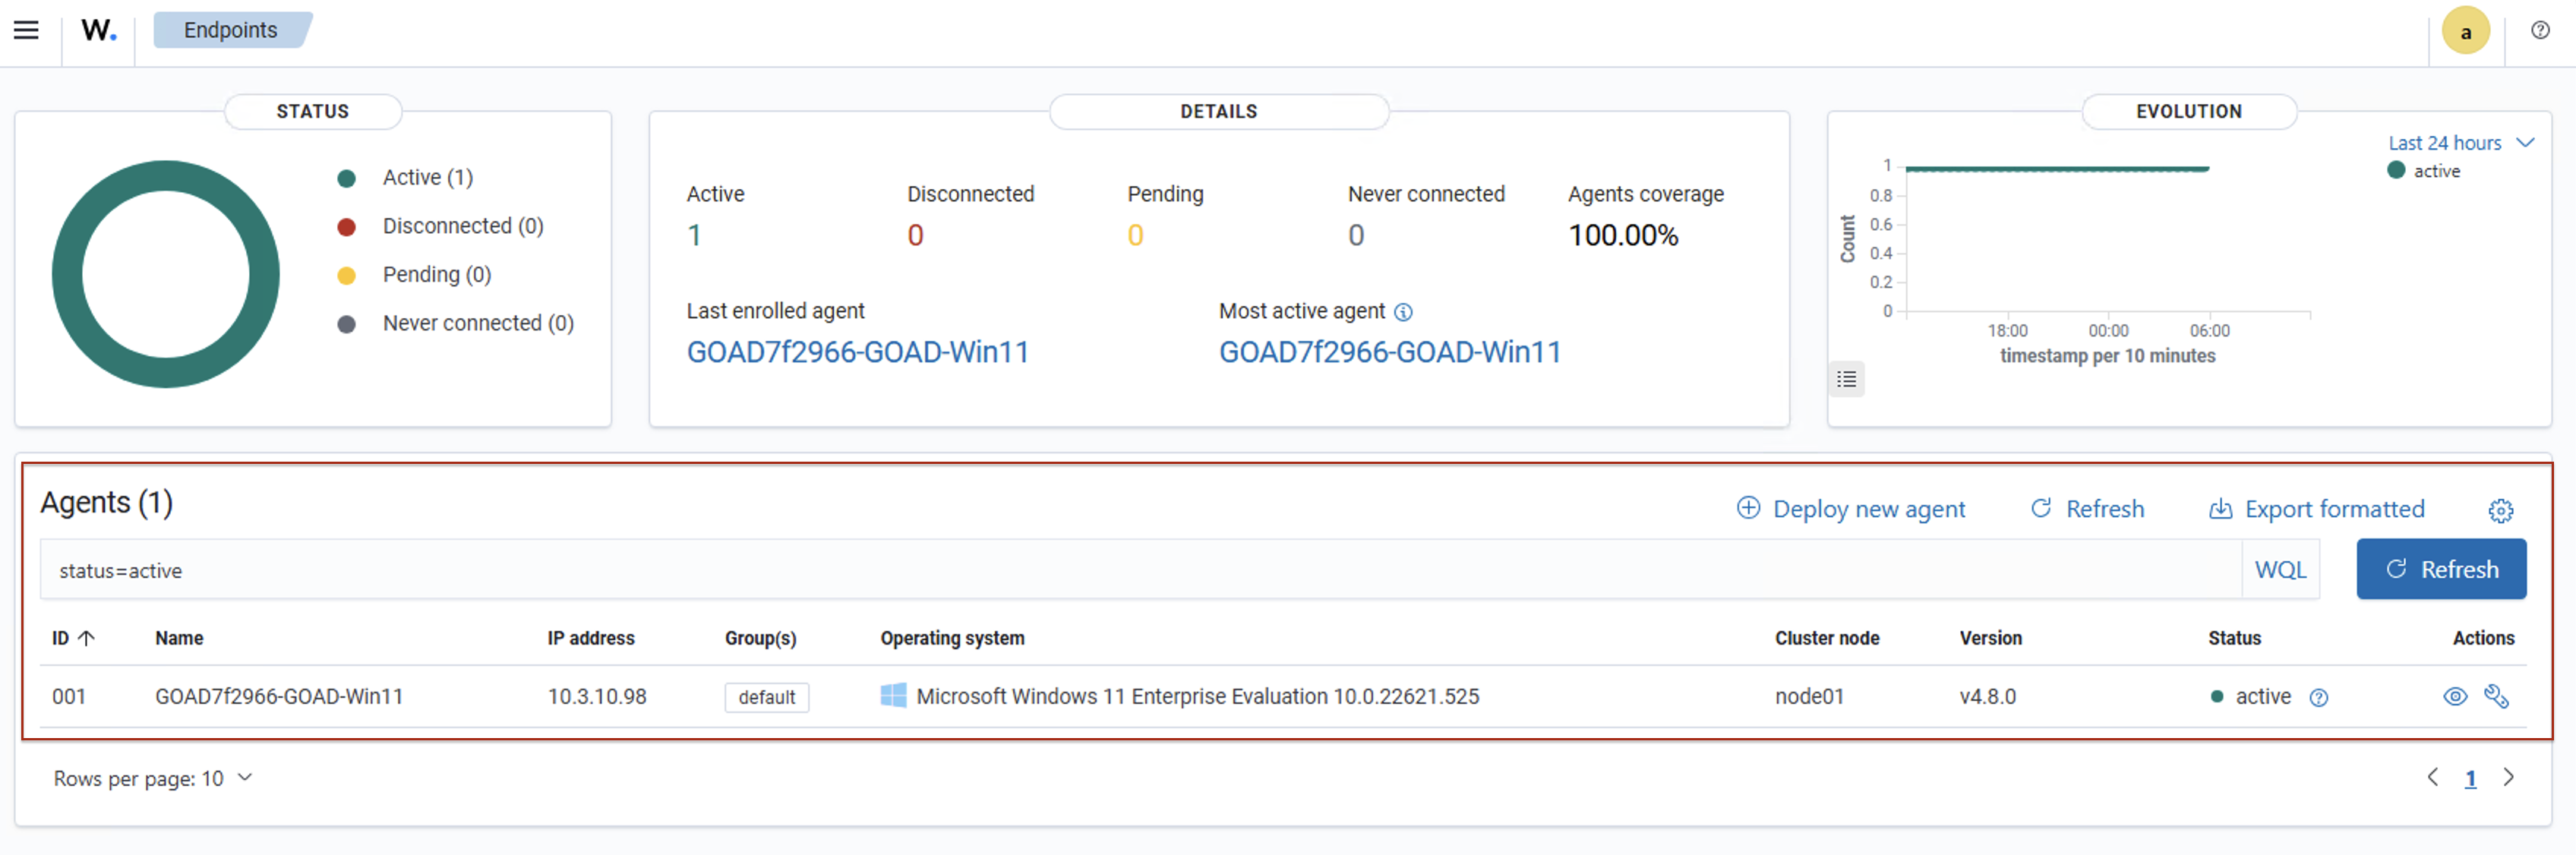 W. Endpoints a
STATUS
Active (1)
Disconnected (0)
Pending (0)
Never connected (0)
DETAILS
Active Disconnected Pending Never connected Agents coverage
1 0 0 0 100.00%
Last enrolled agent Most active agent
GOAD7f2966-GOAD-Win11 GOAD7f2966-GOAD-Win11
EVOLUTION
Last 24 hours
active
1
0.8
0.6
0.4
0.2
0
Count
18:00 00:00 06:00
timestamp per 10 minutes
Agents (1) Deploy new agent Refresh Export formatted
status=active WQL Refresh
ID Name IP address Group(s) Operating system Cluster node Version Status Actions
001 GOAD7f2966-GOAD-Win11 10.3.10.98 default Microsoft Windows 11 Enterprise Evaluation 10.0.22621.525 node01 v4.8.0 active
Rows per page: 10 1